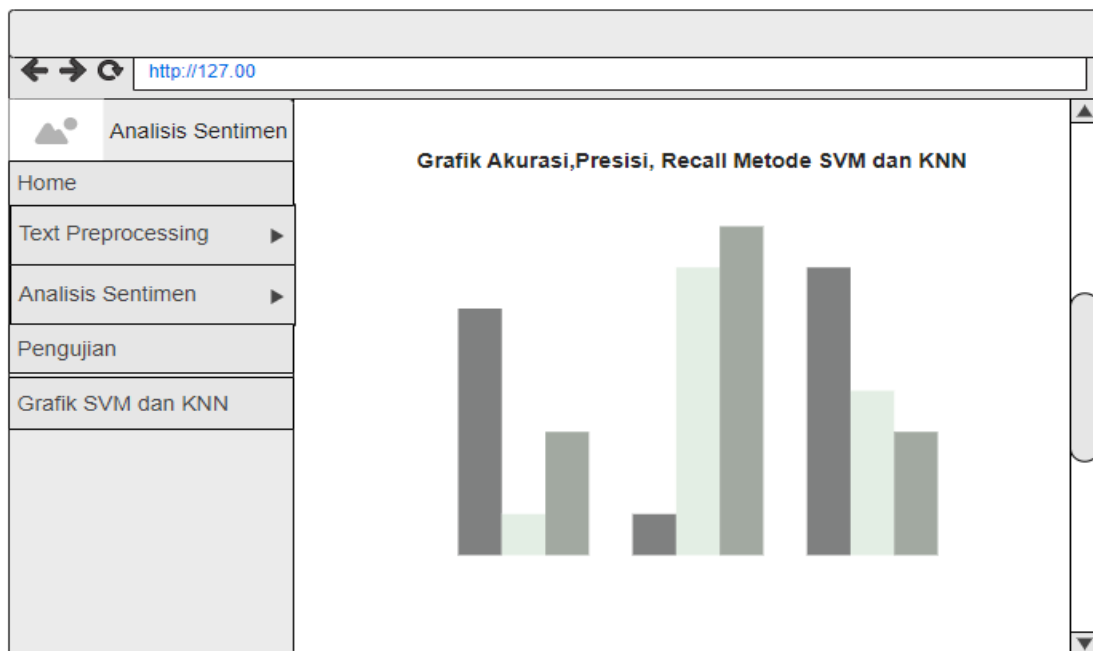 http://127.00
Analisis Sentimen
Home
Text Preprocessing
Analisis Sentimen
Pengujian
Grafik SVM dan KNN
Grafik Akurasi,Presisi, Recall Metode SVM dan KNN